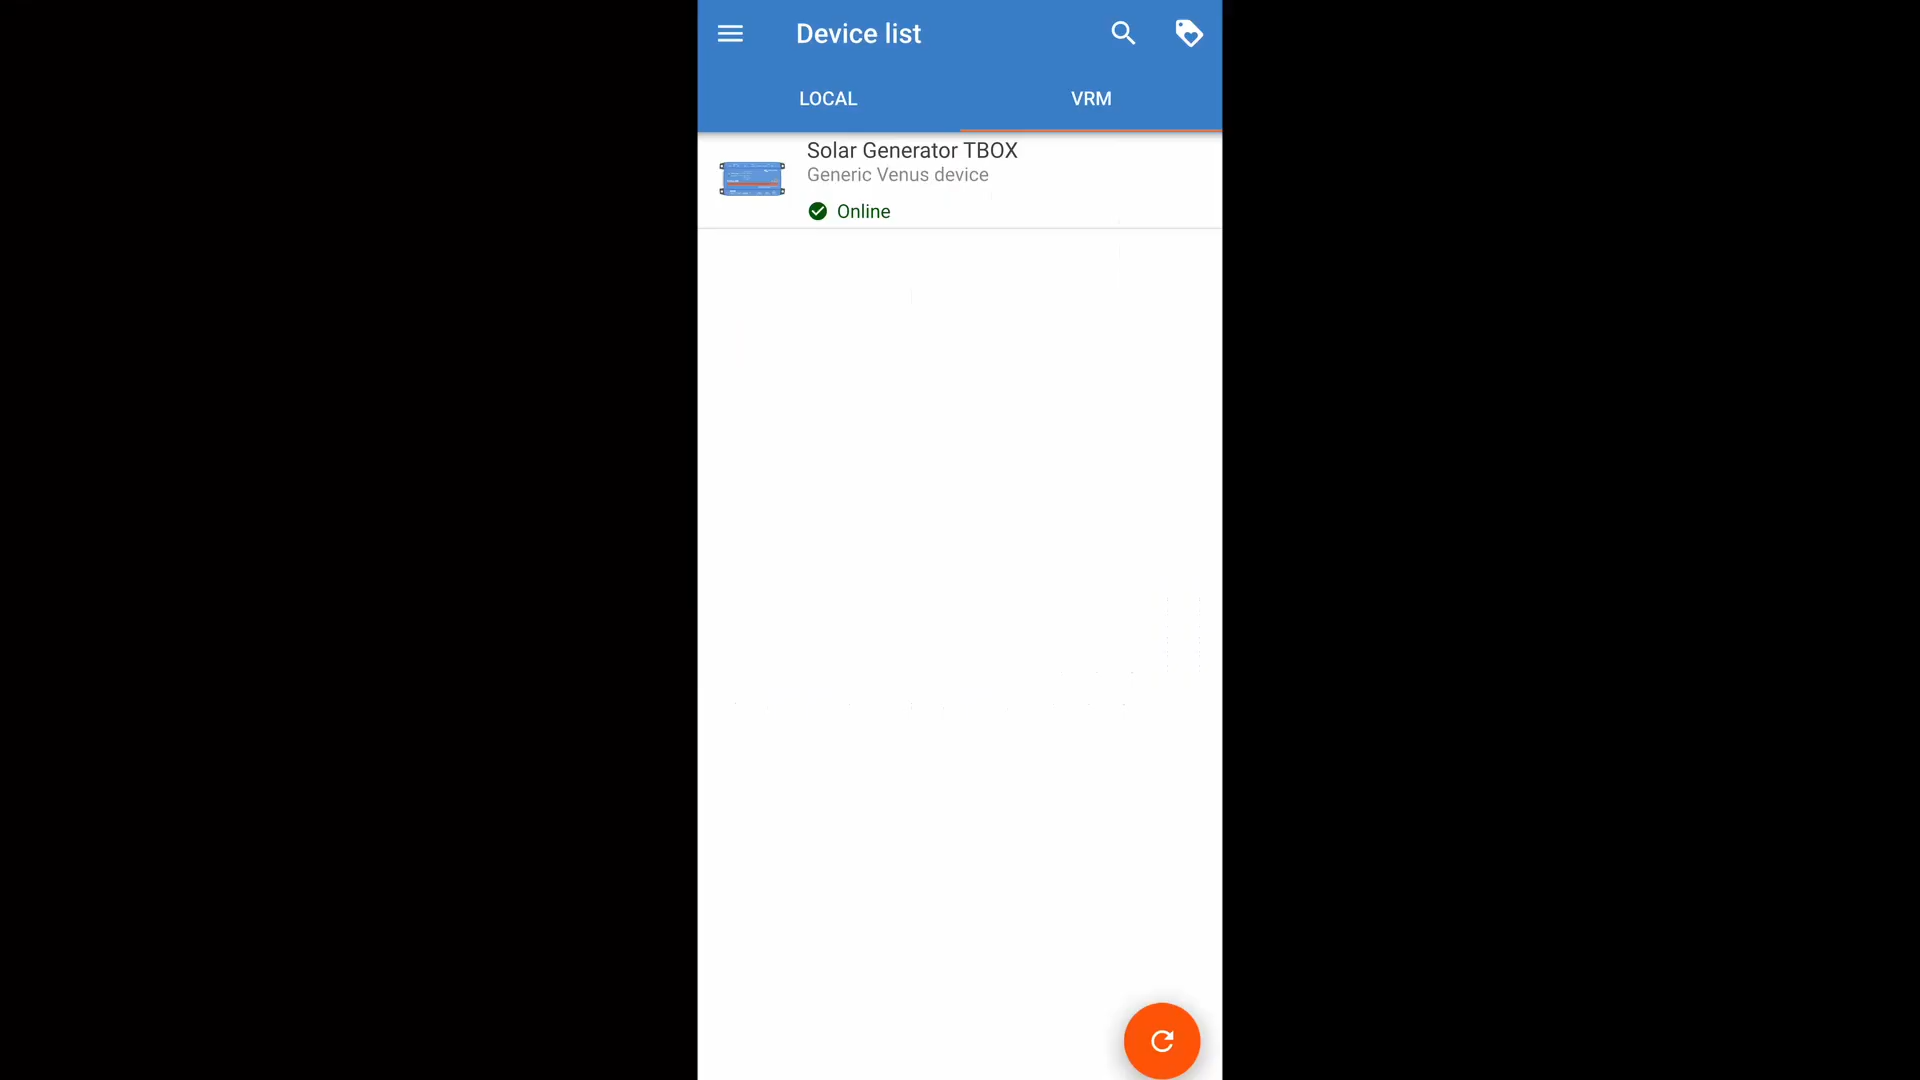 Device list
LOCAL
VRM
Solar Generator TBOX
Generic Venus device
Online